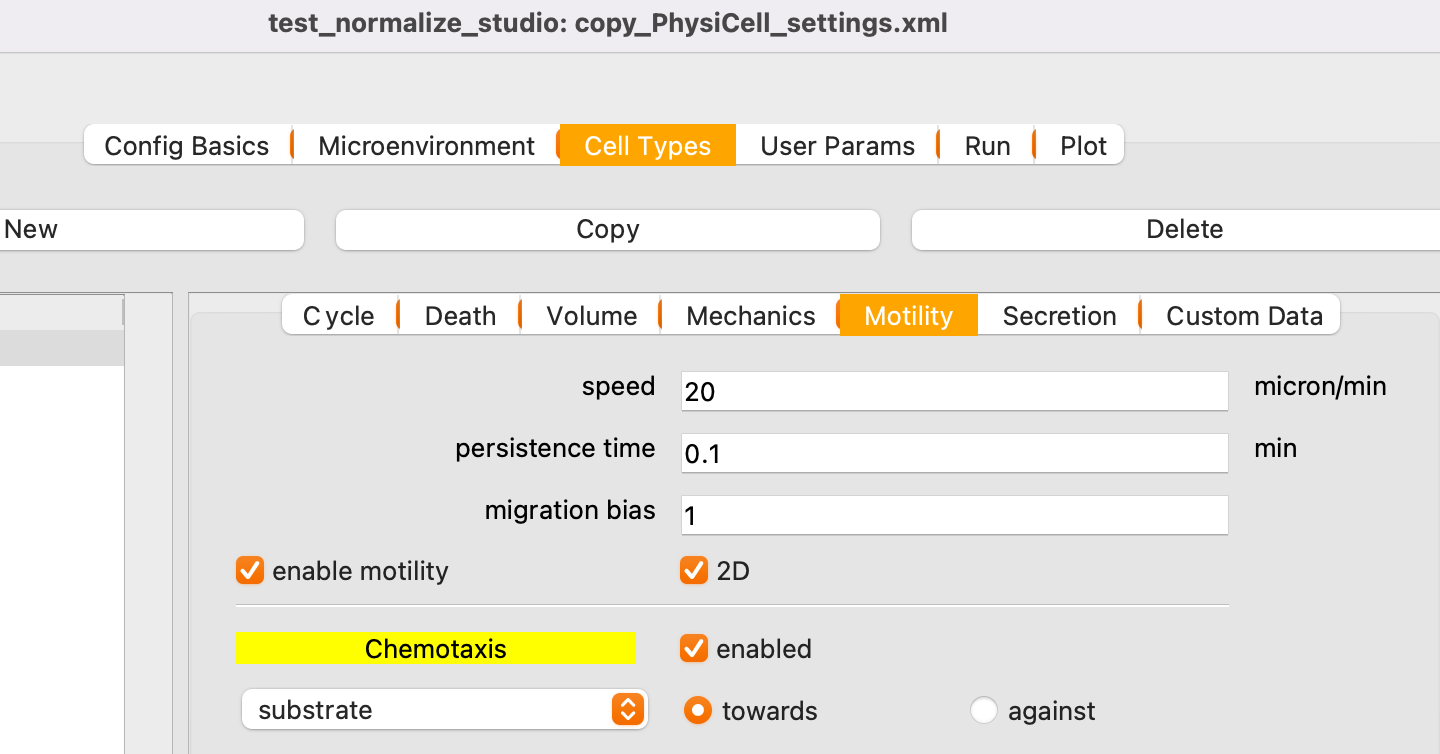 test_normalize_studio: copy_PhysiCell_settings.xml
Config Basics Microenvironment Cell Types User Params Run Plot
New Copy Delete
Cycle Death Volume Mechanics Motility Secretion Custom Data
speed 20 micron/min
persistence time 0.1 min
migration bias 1
enable motility 2D
Chemotaxis enabled
substrate towards against